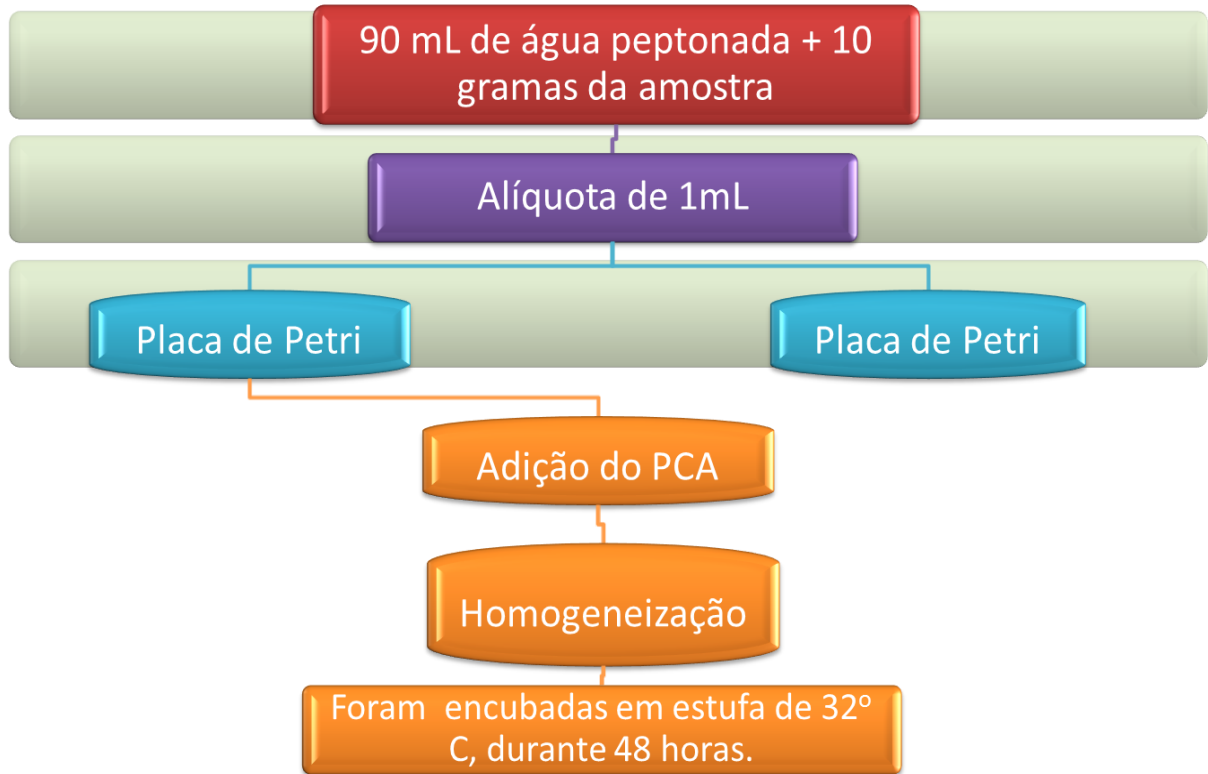 90 mL de água peptonada + 10
gramas da amostra
Alíquota de 1mL
Placa de Petri
Placa de Petri
Adição do PCA
Homogeneização
Foram  encubadas em estufa de 32º
C, durante 48 horas.